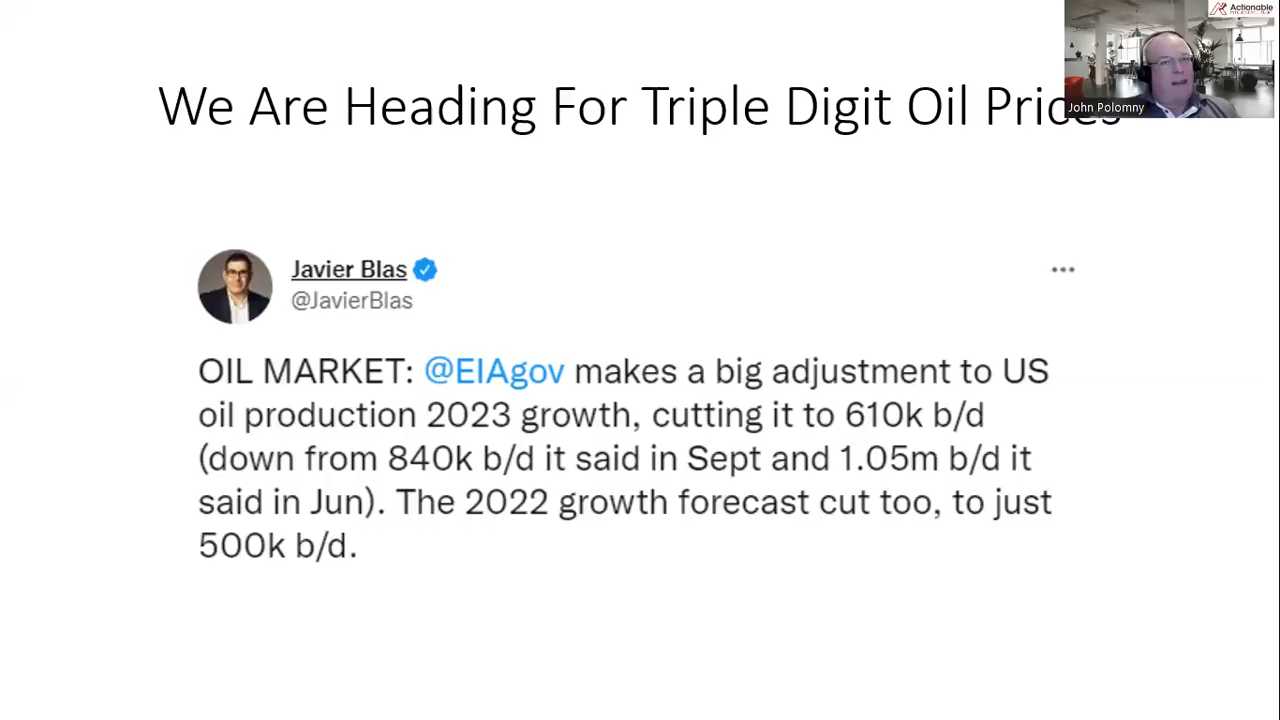 Actionable
We Are Heading For Triple Digit Oil Prices
John Polomny
Javier Blas
@JavierBlas
OIL MARKET: @EIAgov makes a big adjustment to US
oil production 2023 growth, cutting it to 610k b/d
(down from 840k b/d it said in Sept and 1.05m b/d it
said in Jun). The 2022 growth forecast cut too, to just
500k b/d.